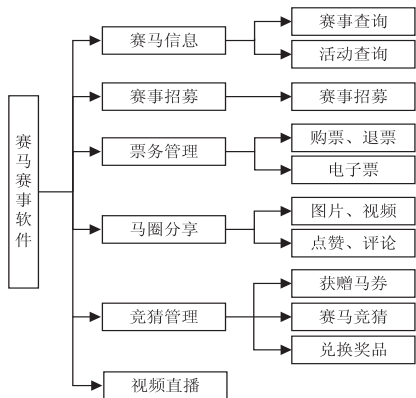 赛马赛事软件
赛马信息
赛事查询
活动查询
赛事招募
赛事招募
票务管理
购票、退票
电子票
马圈分享
图片、视频
点赞、评论
竞猜管理
获赠马券
赛马竞猜
兑换奖品
视频直播